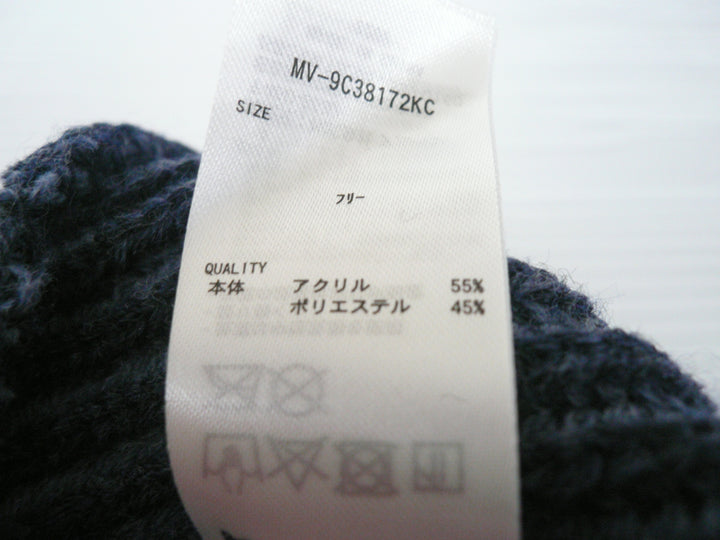 MV-9C38172KC
SIZE
フリー
QUALITY
本体 アクリル 55%
ポリエステル 45%